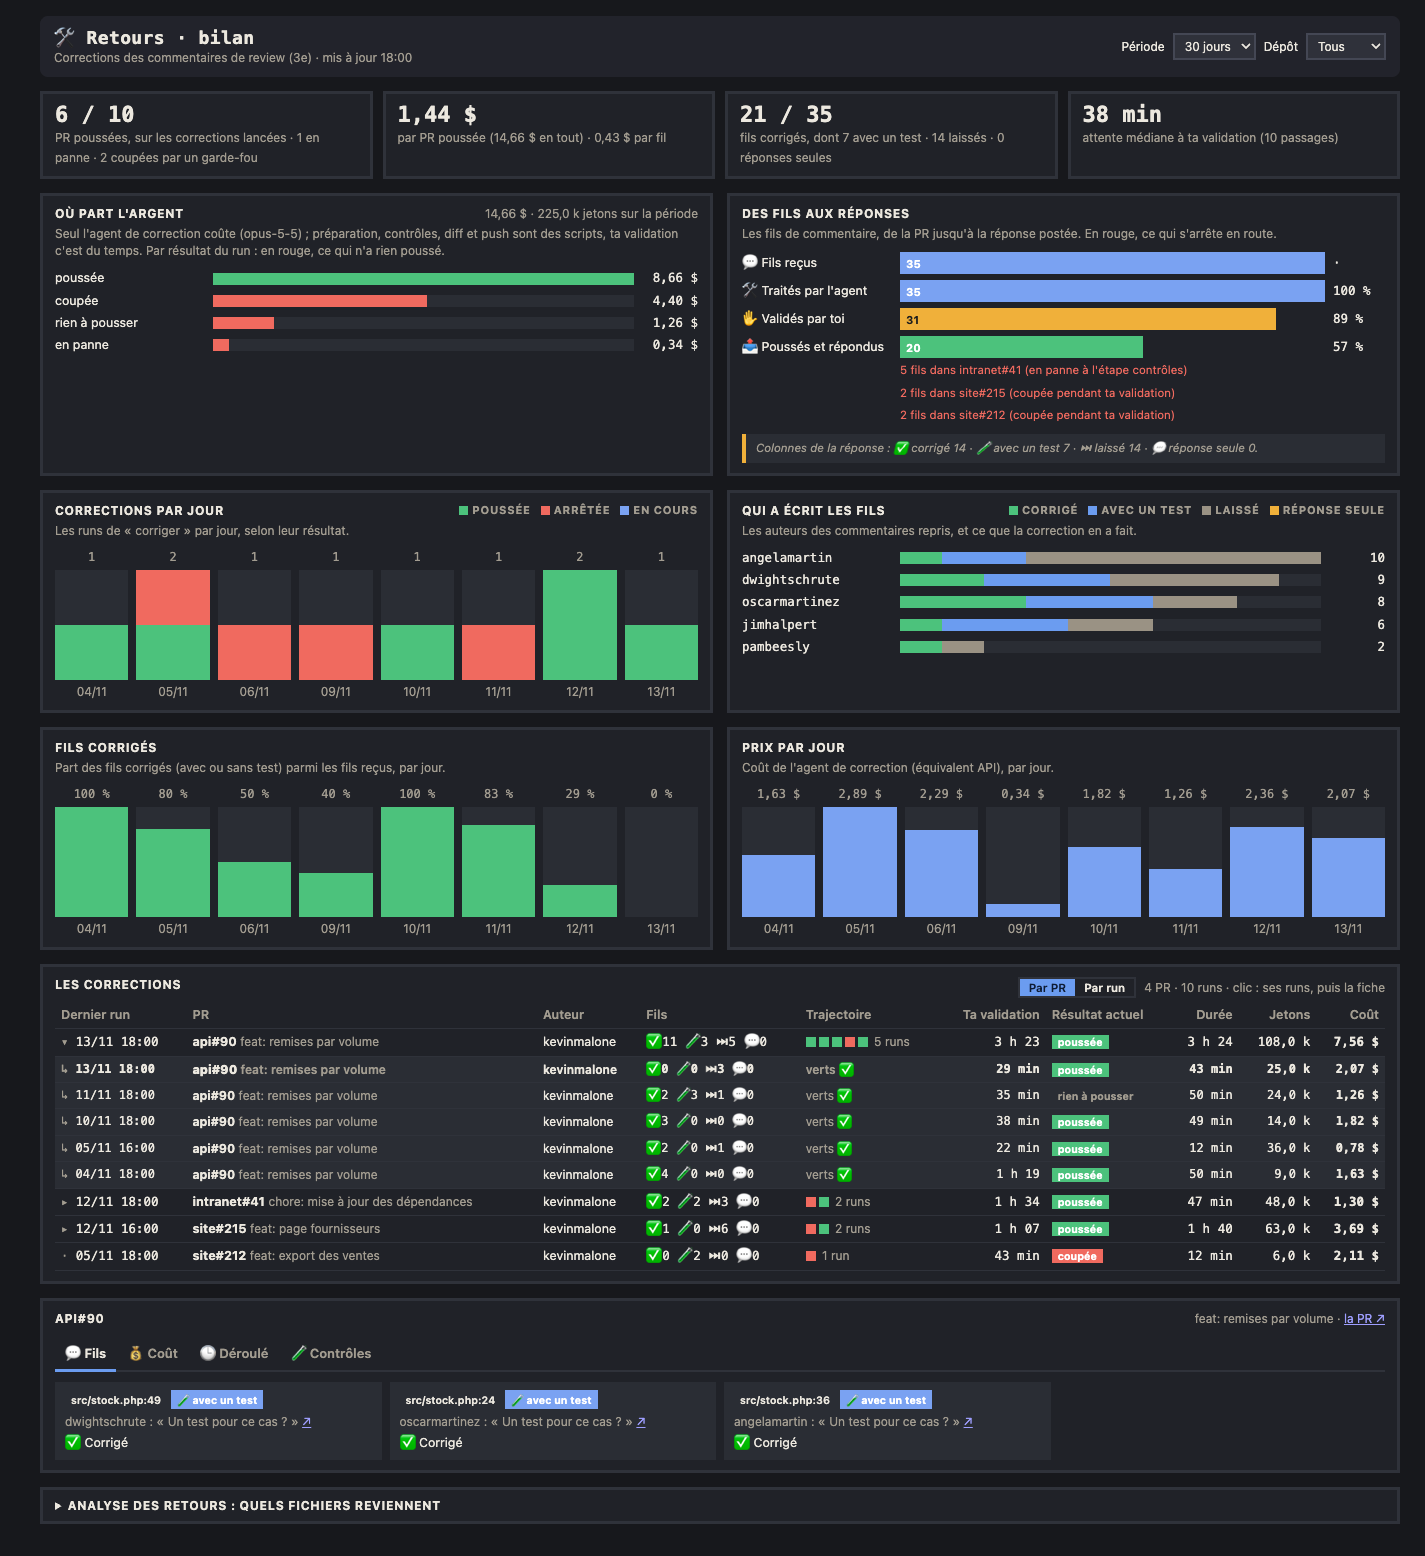 🛠 Retours · bilan
Corrections des commentaires de review (3e) · mis à jour 18:00
Période 30 jours Dépôt Tous
6 / 10
PR poussées, sur les corrections lancées · 1 en
panne · 2 coupées par un garde-fou
1,44 $
par PR poussée (14,66 $ en tout) · 0,43 $ par fil
21 / 35
fils corrigés, dont 7 avec un test · 14 laissés · 0
réponses seules
38 min
attente médiane à ta validation (10 passages)
OÙ PART L'ARGENT 14,66 $ · 225,0 k jetons sur la période
Seul l'agent de correction coûte (opus-5-5) ; préparation, contrôles, diff et push sont des scripts, ta validation
c'est du temps. Par résultat du run : en rouge, ce qui n'a rien poussé.
poussée 8,66 $
coupée 4,40 $
rien à pousser 1,26 $
en panne 0,34 $
DES FILS AUX RÉPONSES
Les fils de commentaire, de la PR jusqu'à la réponse postée. En rouge, ce qui s'arrête en route.
💬 Fils reçus 35 ·
🛠 Traités par l'agent 35 100 %
✋ Validés par toi 31 89 %
📤 Poussés et répondus 20 57 %
5 fils dans intranet#41 (en panne à l'étape contrôles)
2 fils dans site#215 (coupée pendant ta validation)
2 fils dans site#212 (coupée pendant ta validation)
Colonnes de la réponse : ✅ corrigé 14 · 🧪 avec un test 7 · ⏭ laissé 14 · 💬 réponse seule 0.
CORRECTIONS PAR JOUR POUSSÉE ARRÊTÉE EN COURS
Les runs de « corriger » par jour, selon leur résultat.
1 2 1 1 1 1 2 1
04/11 05/11 06/11 09/11 10/11 11/11 12/11 13/11
QUI A ÉCRIT LES FILS CORRIGÉ AVEC UN TEST LAISSÉ RÉPONSE SEULE
Les auteurs des commentaires repris, et ce que la correction en a fait.
angelamartin 10
dwightschrute 9
oscarmartinez 8
jimhalpert 6
pambeesly 2
FILS CORRIGÉS
Part des fils corrigés (avec ou sans test) parmi les fils reçus, par jour.
100 % 80 % 50 % 40 % 100 % 83 % 29 % 0 %
04/11 05/11 06/11 09/11 10/11 11/11 12/11 13/11
PRIX PAR JOUR
Coût de l'agent de correction (équivalent API), par jour.
1,63 $ 2,89 $ 2,29 $ 0,34 $ 1,82 $ 1,26 $ 2,36 $ 2,07 $
04/11 05/11 06/11 09/11 10/11 11/11 12/11 13/11
LES CORRECTIONS Par PR Par run 4 PR · 10 runs · clic : ses runs, puis la fiche
Dernier run PR Auteur Fils Trajectoire Ta validation Résultat actuel Durée Jetons Coût
▾ 13/11 18:00 api#90 feat: remises par volume kevinmalone ✅11 🧪3 ⏭5 💬0 5 runs 3 h 23 poussée 3 h 24 108,0 k 7,56 $
↳ 13/11 18:00 api#90 feat: remises par volume kevinmalone ✅0 🧪0 ⏭3 💬0 verts ✅ 29 min poussée 43 min 25,0 k 2,07 $
↳ 11/11 18:00 api#90 feat: remises par volume kevinmalone ✅2 🧪3 ⏭1 💬0 verts ✅ 35 min rien à pousser 50 min 24,0 k 1,26 $
↳ 10/11 18:00 api#90 feat: remises par volume kevinmalone ✅3 🧪0 ⏭0 💬0 verts ✅ 38 min poussée 49 min 14,0 k 1,82 $
↳ 05/11 16:00 api#90 feat: remises par volume kevinmalone ✅2 🧪0 ⏭1 💬0 verts ✅ 22 min poussée 12 min 36,0 k 0,78 $
↳ 04/11 18:00 api#90 feat: remises par volume kevinmalone ✅4 🧪0 ⏭0 💬0 verts ✅ 1 h 19 poussée 50 min 9,0 k 1,63 $
▸ 12/11 18:00 intranet#41 chore: mise à jour des dépendances kevinmalone ✅2 🧪2 ⏭3 💬0 2 runs 1 h 34 poussée 47 min 48,0 k 1,30 $
▸ 12/11 16:00 site#215 feat: page fournisseurs kevinmalone ✅1 🧪0 ⏭6 💬0 2 runs 1 h 07 poussée 1 h 40 63,0 k 3,69 $
· 05/11 18:00 site#212 feat: export des ventes kevinmalone ✅0 🧪2 ⏭0 💬0 1 run 43 min coupée 12 min 6,0 k 2,11 $
API#90 feat: remises par volume · la PR ↗
💬 Fils 💰 Coût 🕒 Déroulé 🧪 Contrôles
src/stock.php:49 🧪 avec un test
dwightschrute : « Un test pour ce cas ? » ↗
✅ Corrigé
src/stock.php:24 🧪 avec un test
oscarmartinez : « Un test pour ce cas ? » ↗
✅ Corrigé
src/stock.php:36 🧪 avec un test
angelamartin : « Un test pour ce cas ? » ↗
✅ Corrigé
▶ ANALYSE DES RETOURS : QUELS FICHIERS REVIENNENT